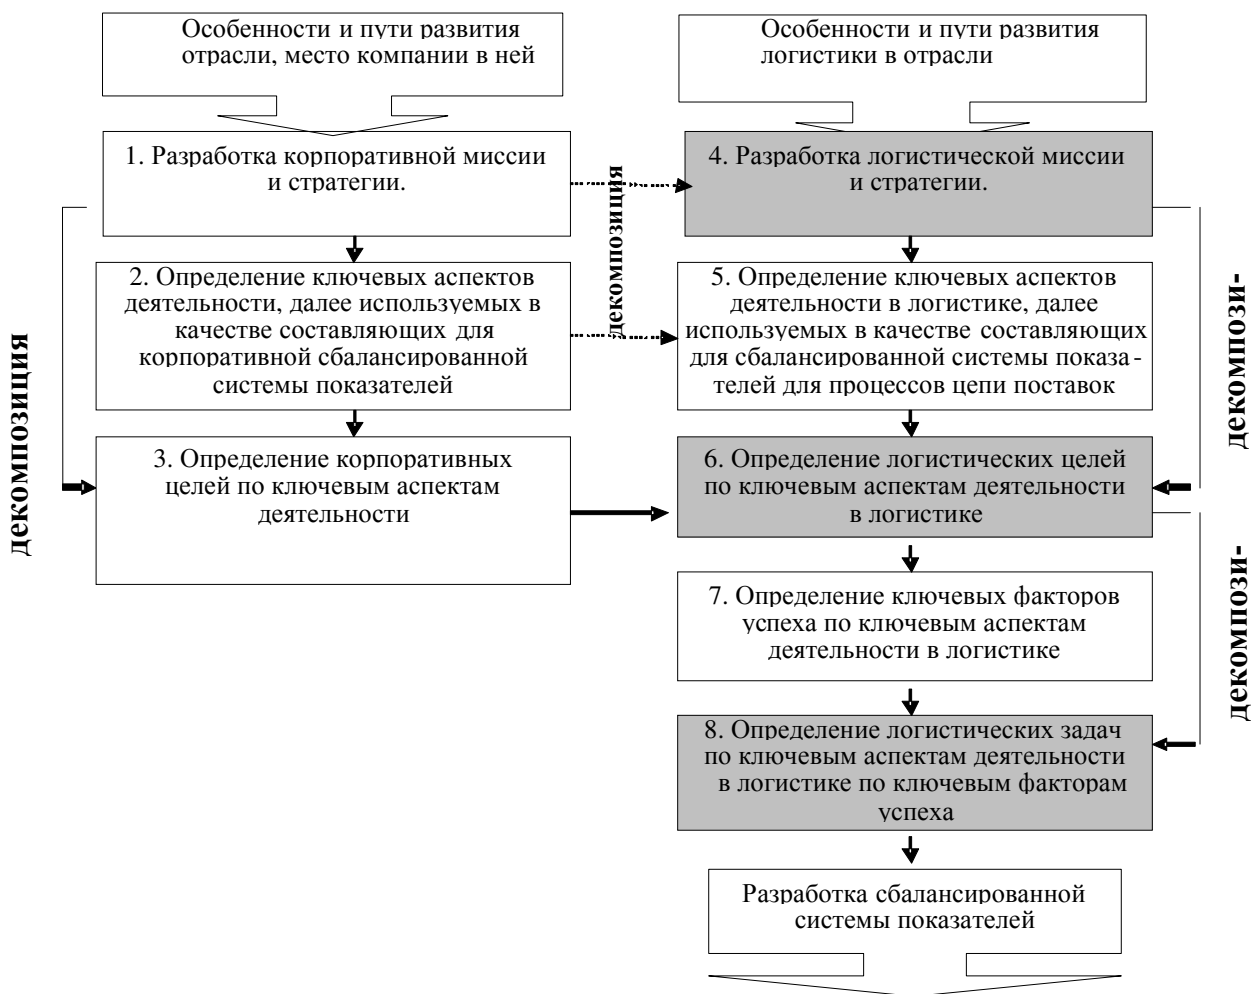 Особенности и пути развития
отрасли, место компании в ней
Особенности и пути развития
логистики в отрасли
1. Разработка корпоративной миссии
и стратегии.
декомпозиция
4. Разработка логистической миссии
и стратегии.
2. Определение ключевых аспектов
деятельности, далее используемых в
качестве составляющих для
корпоративной сбалансированной
системы показателей
5. Определение ключевых аспектов
деятельности в логистике, далее
используемых в качестве составляющих
для сбалансированной системы показа-
телей для процессов цепи поставок
декомпозиция
декомпози-
3. Определение корпоративных
целей по ключевым аспектам
деятельности
6. Определение логистических целей
по ключевым аспектам деятельности
в логистике
7. Определение ключевых факторов
успеха по ключевым аспектам
деятельности в логистике
декомпози-
8. Определение логистических задач
по ключевым аспектам деятельности
в логистике по ключевым факторам
успеха
Разработка сбалансированной
системы показателей